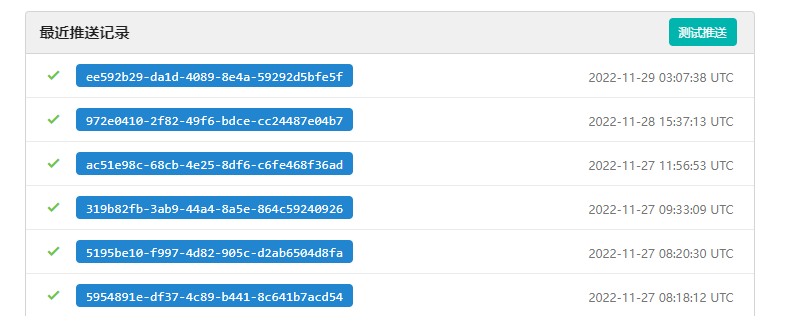 最近推送记录 测试推送
ee592b29-da1d-4089-8e4a-59292d5bfe5f 2022-11-29 03:07:38 UTC
972e0410-2f82-49f6-bdce-cc24487e04b7 2022-11-28 15:37:13 UTC
ac51e98c-68cb-4e25-8df6-c6fe468f36ad 2022-11-27 11:56:53 UTC
319b82fb-3ab9-44a4-8a5e-864c59240926 2022-11-27 09:33:09 UTC
5195be10-f997-4d82-905c-d2ab6504d8fa 2022-11-27 08:20:30 UTC
5954891e-df37-4c89-b441-8c641b7acd54 2022-11-27 08:18:12 UTC